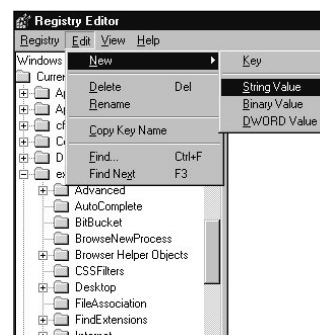 Registry Editor
Registry Edit View Help
Windows
New
Key
Curre
Delete Del
String Value
Rename
Binary Value
DWORD Value
Copy Key Name
Find... Ctrl+F
Find Next F3
Advanced
AutoComplete
BitBucket
BrowseNewProcess
Browser Helper Objects
CSSFilters
Desktop
FileAssociation
FindExtensions